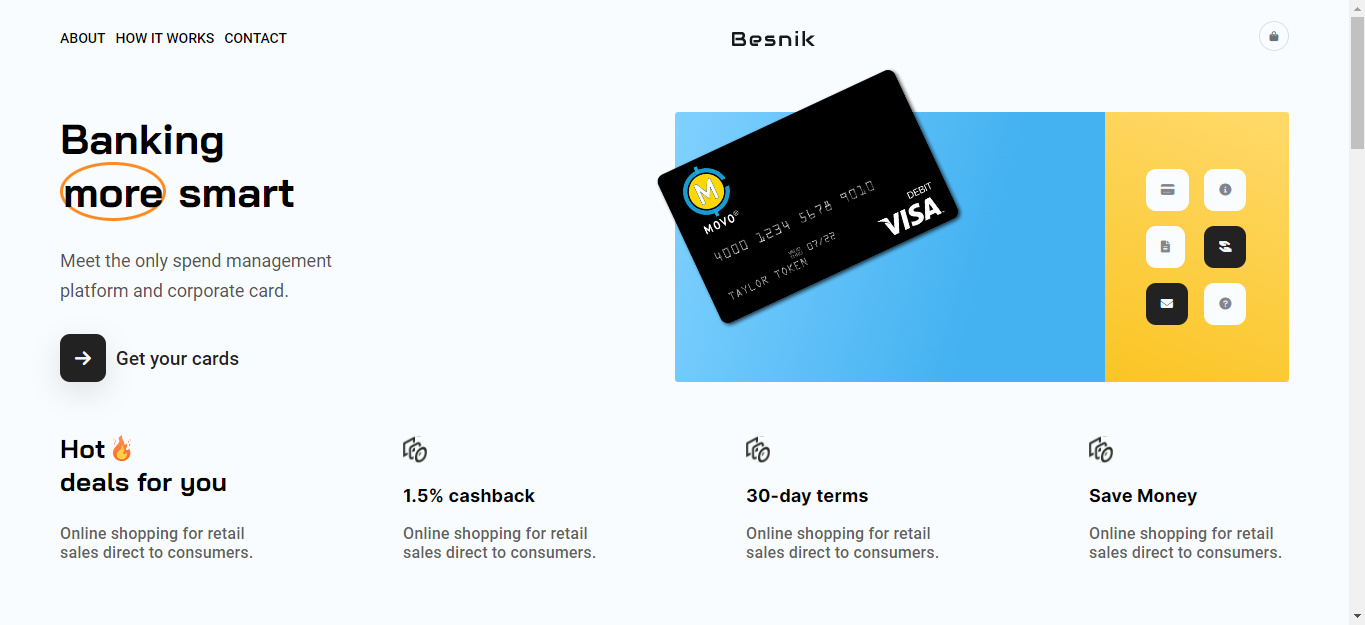 ABOUT HOW IT WORKS CONTACT
Besnik
Banking
more smart
Meet the only spend management
platform and corporate card.
Get your cards
M
MOVO®
4000 1234 5678 9010
07/22
TAYLOR TOKEN
DEBIT
VISA
Hot
deals for you
Online shopping for retail
sales direct to consumers.
1.5% cashback
Online shopping for retail
sales direct to consumers.
30-day terms
Online shopping for retail
sales direct to consumers.
Save Money
Online shopping for retail
sales direct to consumers.